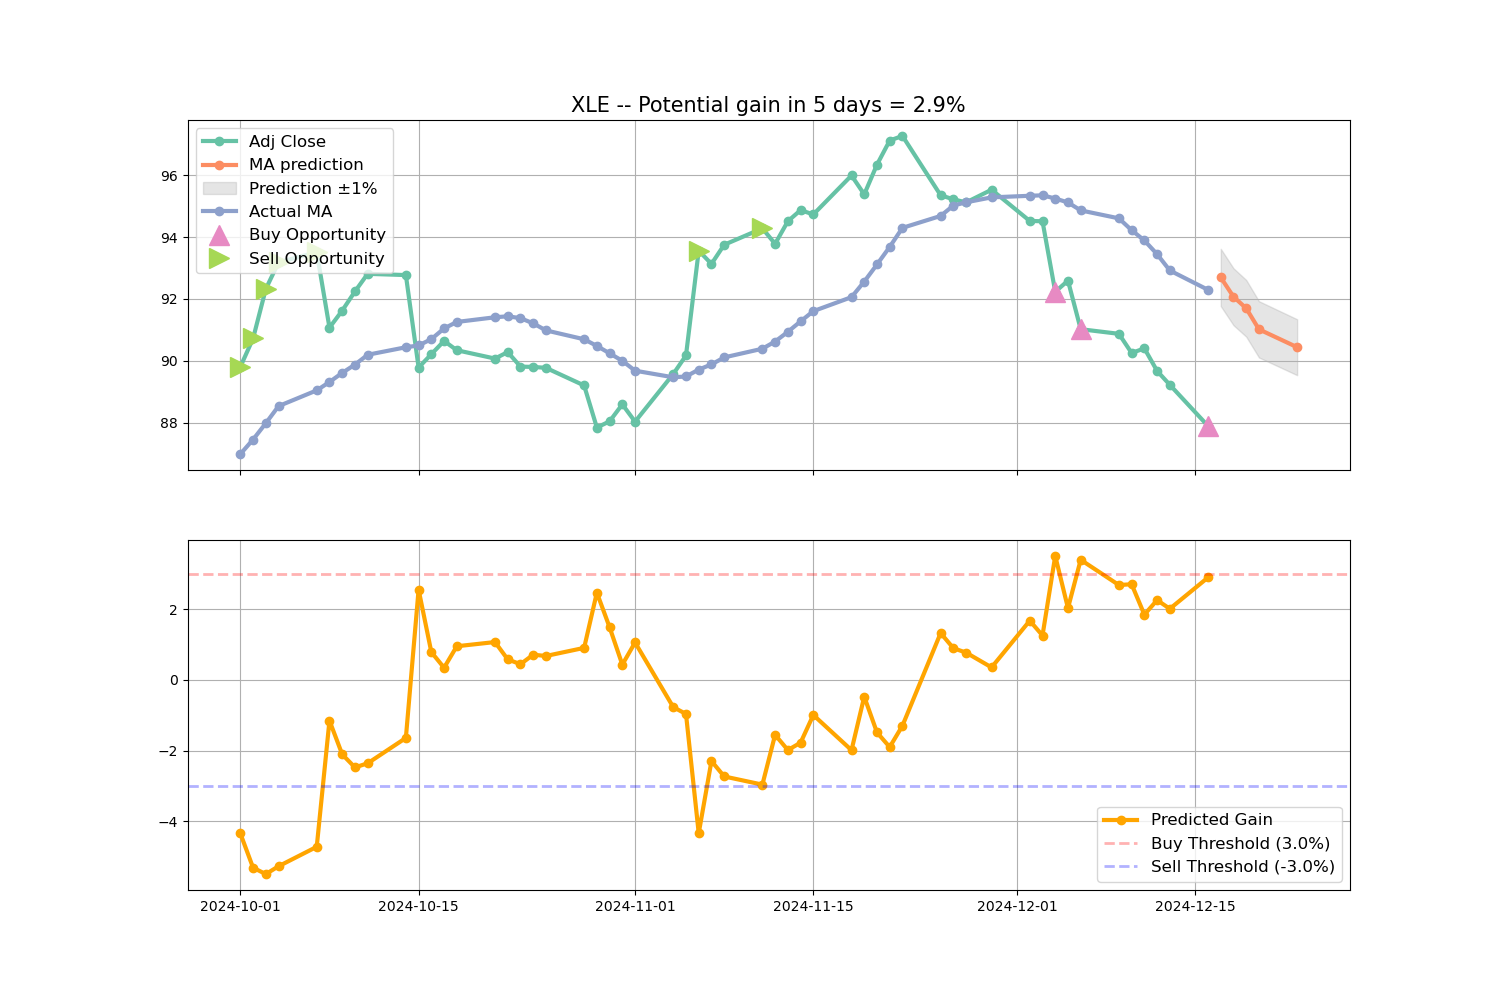 XLE -- Potential gain in 5 days = 2.9%
Adj Close
MA prediction
Prediction ±1%
Actual MA
Buy Opportunity
Sell Opportunity
96
94
92
90
88
2
0
−2
−4
Predicted Gain
Buy Threshold (3.0%)
Sell Threshold (-3.0%)
2024-10-01
2024-10-15
2024-11-01
2024-11-15
2024-12-01
2024-12-15